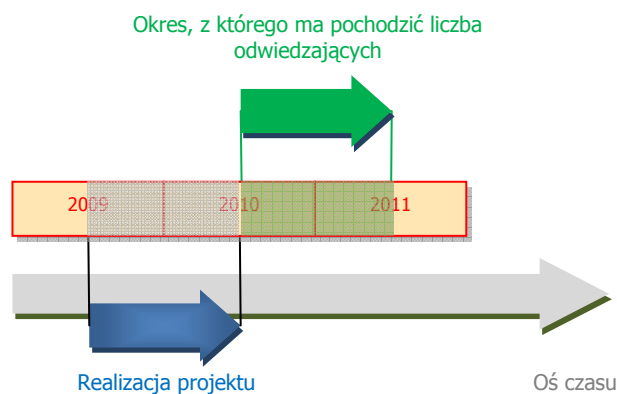 Okres, z którego ma pochodzić liczba
odwiedzających
2009 2010 2011
Realizacja projektu Oś czasu